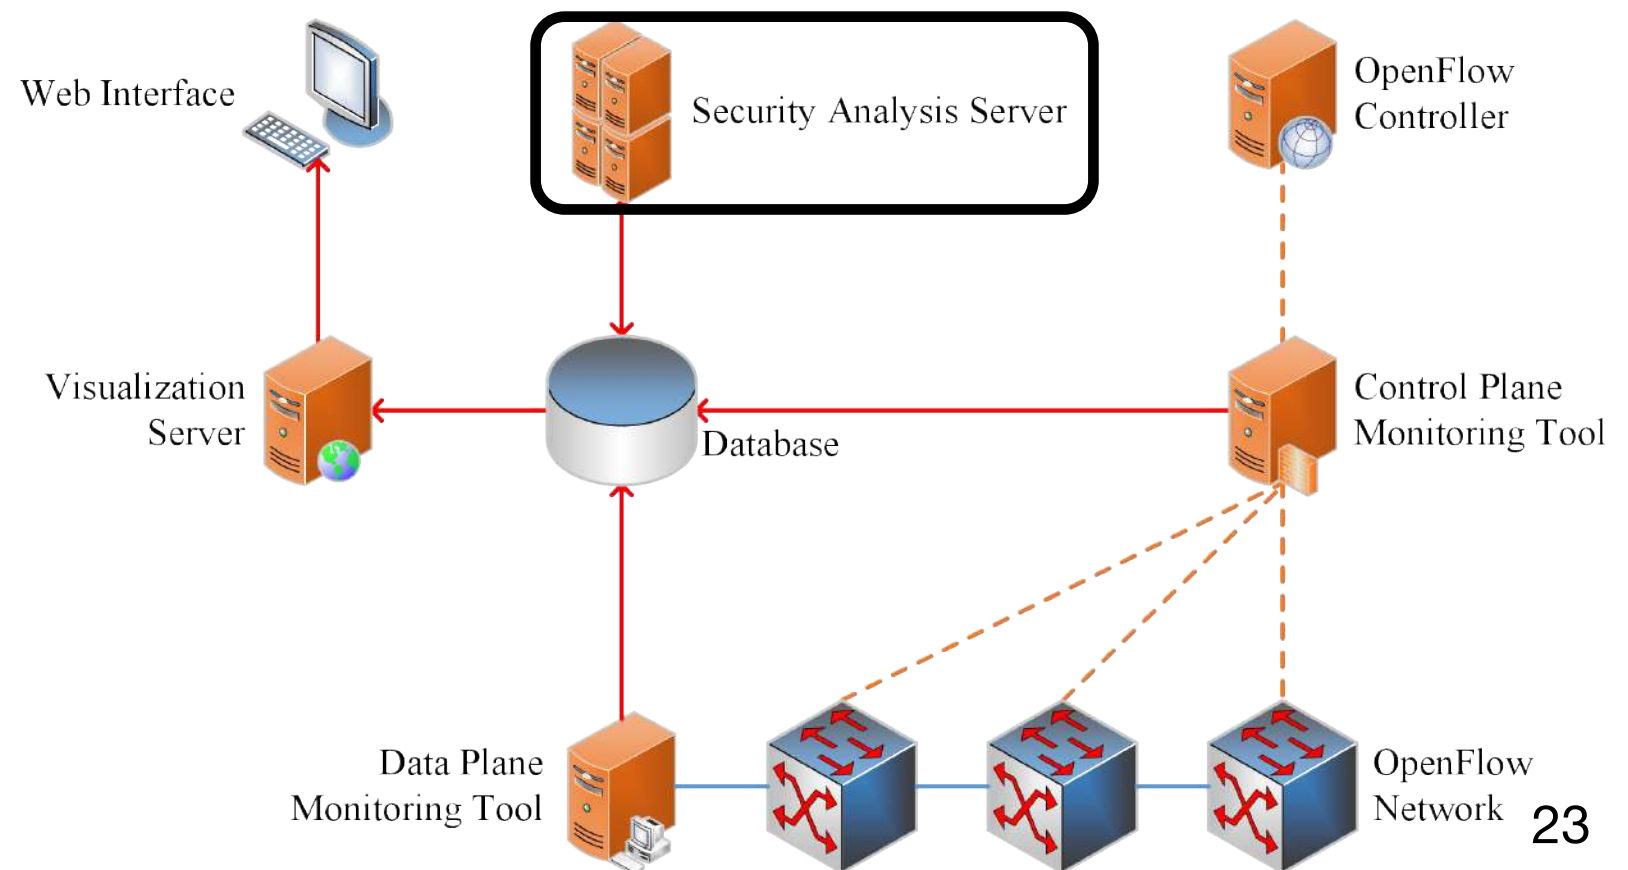 Web Interface
Security Analysis Server
OpenFlow
Controller
Visualization
Server
Database
Control Plane
Monitoring Tool
Data Plane
Monitoring Tool
OpenFlow
Network
23